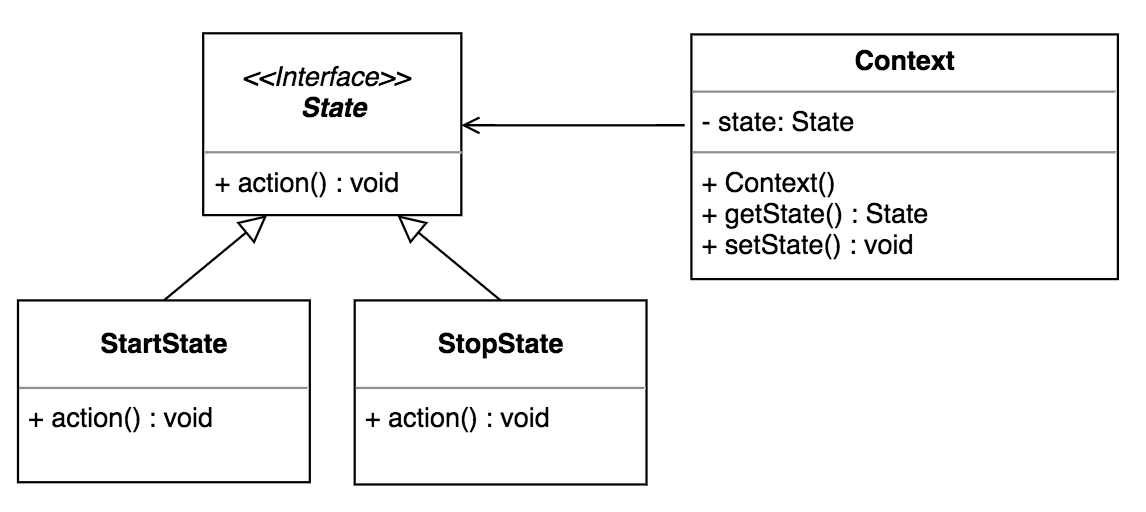 <<Interface>>
State
+ action() : void
Context
- state: State
+ Context()
+ getState() : State
+ setState() : void
StartState
+ action() : void
StopState
+ action() : void